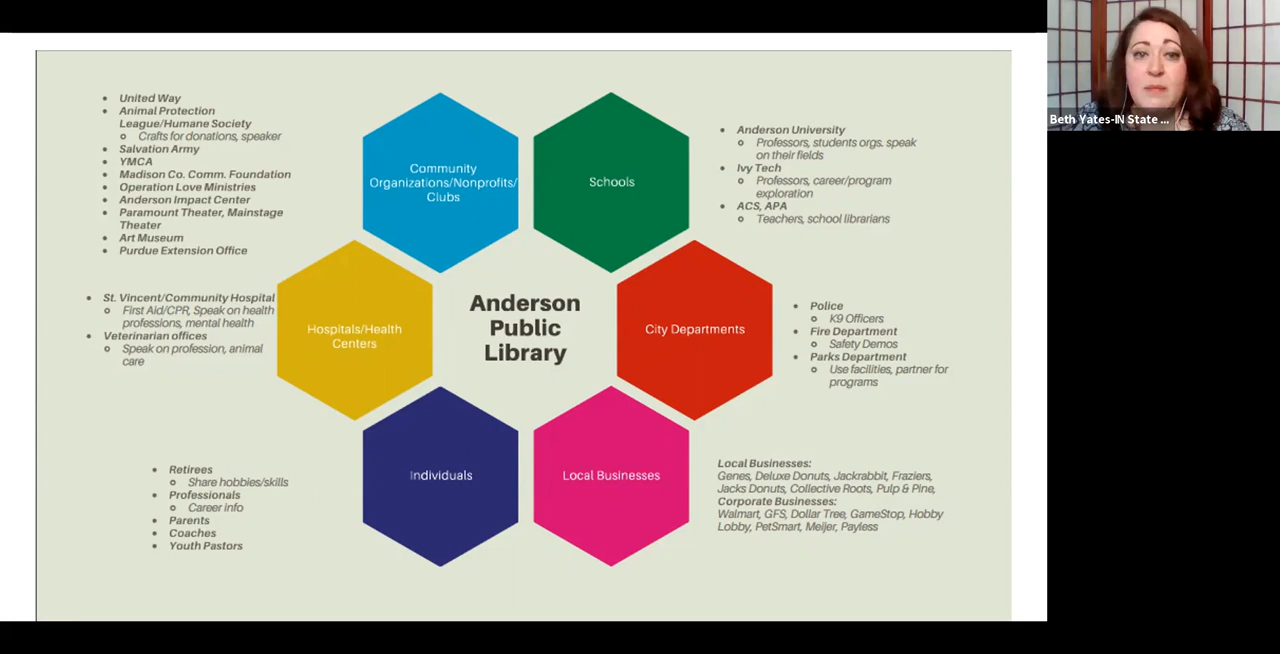 United Way
Animal Protection
League/Humane Society
Crafts for donations, speaker
Salvation Army
YMCA
Madison Co. Comm. Foundation
Operation Love Ministries
Anderson Impact Center
Paramount Theater, Mainstage
Theater
Art Museum
Purdue Extension Office
Community
Organizations/Nonprofits/
Clubs
Schools
Anderson University
Professors, students orgs. speak
on their fields
Ivy Tech
Professors, career/program
exploration
ACS, APA
Teachers, school librarians
St. Vincent/Community Hospital
First Aid/CPR, Speak on health
professions, mental health
Veterinarian offices
Speak on profession, animal
care
Hospitals/Health
Centers
Anderson
Public
Library
City Departments
Police
K9 Officers
Fire Department
Safety Demos
Parks Department
Use facilities, partner for
programs
Retirees
Share hobbies/skills
Professionals
Career info
Parents
Coaches
Youth Pastors
Individuals
Local Businesses
Local Businesses:
Genes, Deluxe Donuts, Jackrabbit, Fraziers,
Jacks Donuts, Collective Roots, Pulp & Pine,
Corporate Businesses:
Walmart, GFS, Dollar Tree, GameStop, Hobby
Lobby, PetSmart, Meijer, Payless
Beth Yates-IN State ...